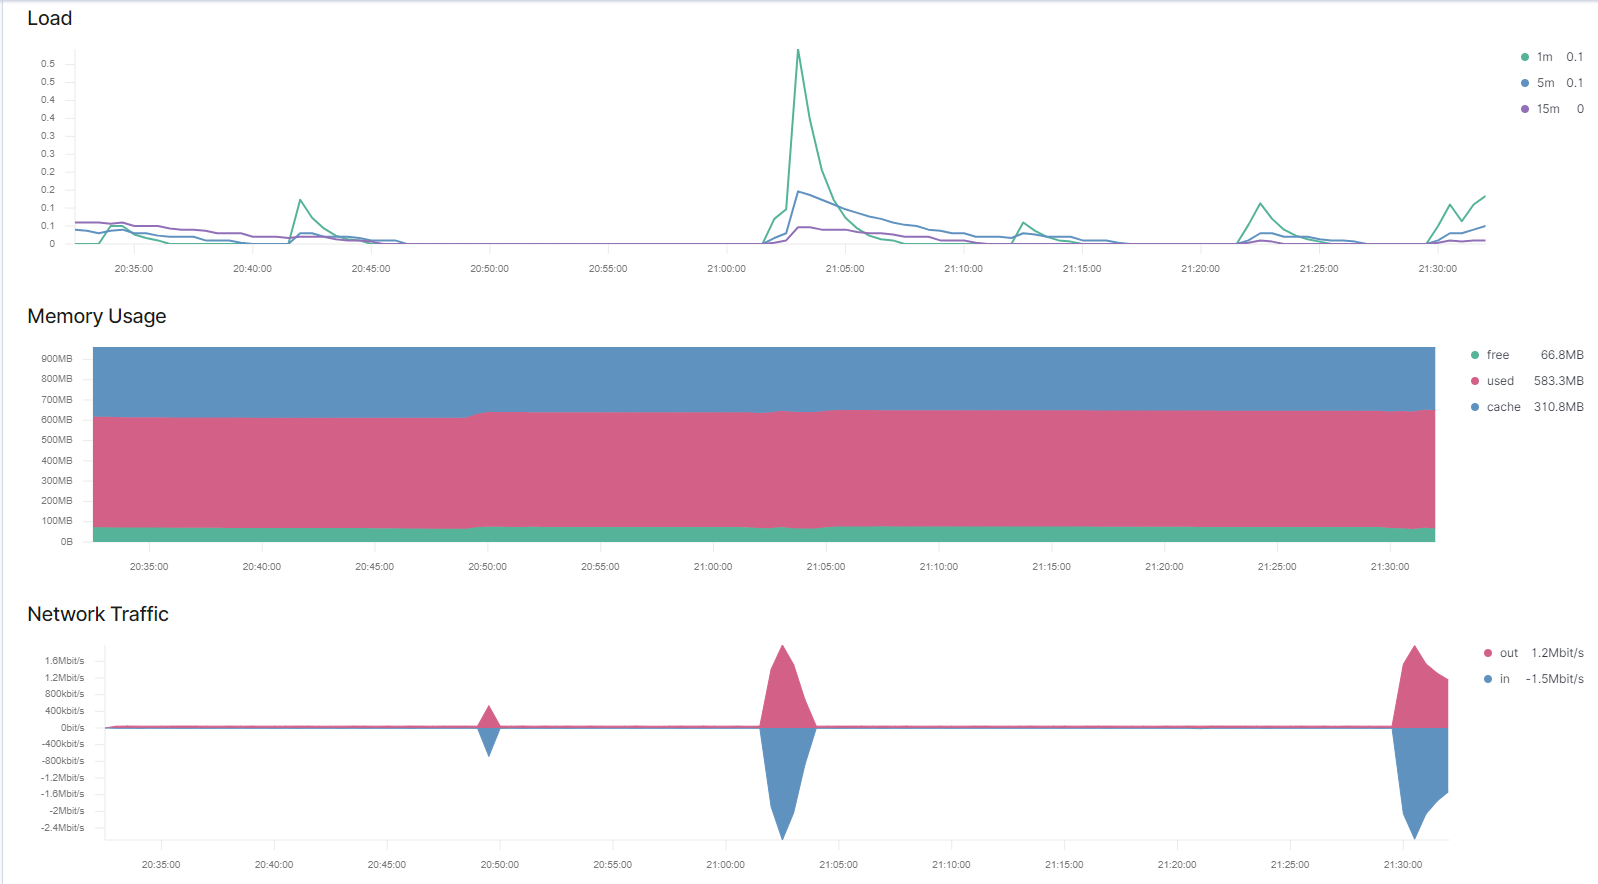 Load
0.5
0.5
0.4
0.4
0.3
0.3
0.2
0.2
0.1
0.1
0
20:35:00 20:40:00 20:45:00 20:50:00 20:55:00 21:00:00 21:05:00 21:10:00 21:15:00 21:20:00 21:25:00 21:30:00
1m 0.1
5m 0.1
15m 0
Memory Usage
900MB
800MB
700MB
600MB
500MB
400MB
300MB
200MB
100MB
0B
20:35:00 20:40:00 20:45:00 20:50:00 20:55:00 21:00:00 21:05:00 21:10:00 21:15:00 21:20:00 21:25:00 21:30:00
free 66.8MB
used 583.3MB
cache 310.8MB
Network Traffic
1.6Mbit/s
1.2Mbit/s
800kbit/s
400kbit/s
0bit/s
-400kbit/s
-800kbit/s
-1.2Mbit/s
-1.6Mbit/s
-2Mbit/s
-2.4Mbit/s
20:35:00 20:40:00 20:45:00 20:50:00 20:55:00 21:00:00 21:05:00 21:10:00 21:15:00 21:20:00 21:25:00 21:30:00
out 1.2Mbit/s
in -1.5Mbit/s